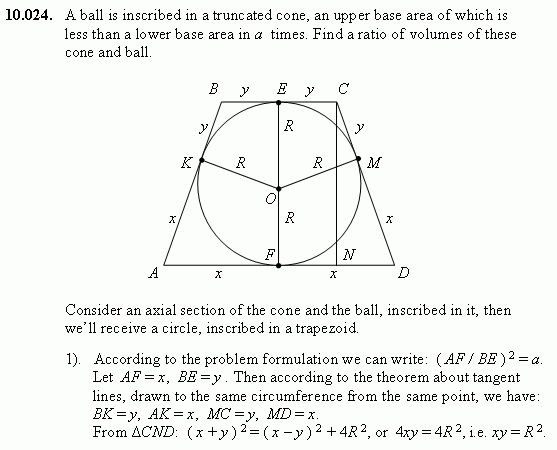 10.024. A ball is inscribed in a truncated cone, an upper base area of which is
less than a lower base area in a times. Find a ratio of volumes of these
cone and ball.
B y E y C
y R y
K R R M
O
x R x
F N
A x x D
Consider an axial section of the cone and the ball, inscribed in it, then
we'll receive a circle, inscribed in a trapezoid.
1). According to the problem formulation we can write: ( AF / BE ) 2 = a.
Let AF = x, BE = y . Then according to the theorem about tangent
lines, drawn to the same circumference from the same point, we have:
BK = y, AK = x, MC = y, MD = x.
From ΔCND: ( x + y ) 2 = ( x – y ) 2 + 4R 2, or 4xy = 4R 2, i.e. xy = R 2.